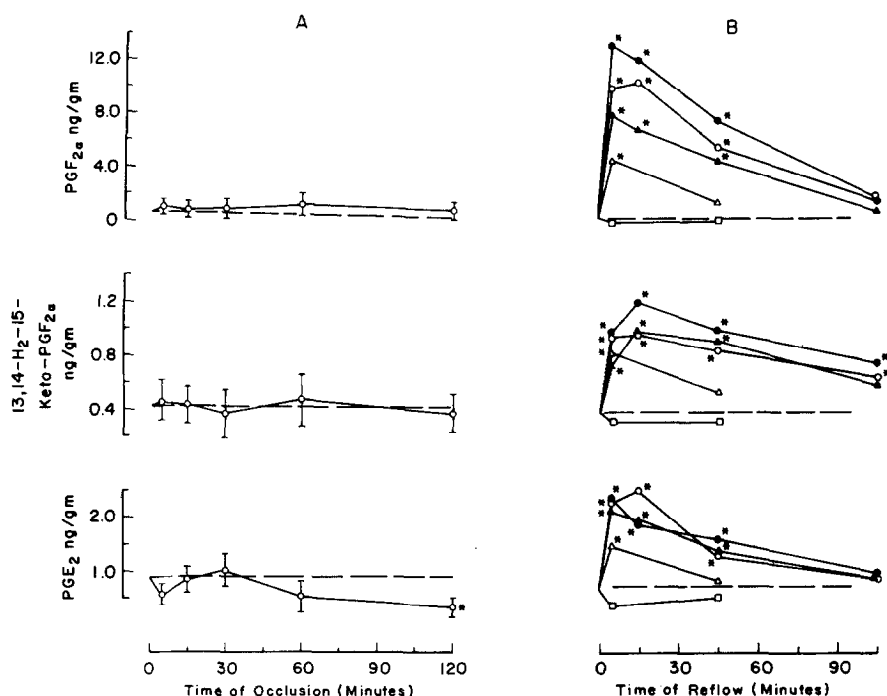 A
B
12.0
8.0
4.0
0
PGF2α ng/gm
1.2
0.8
0.4
13,14-H2-15-
Keto-PGF2α
ng/gm
2.0
1.0
PGE2 ng/gm
* * * * * * * * *
* * * * * * * * * * * * *
* * * * * * * * * *
*
0 30 60 90 120
Time of Occlusion (Minutes)
0 30 60 90
Time of Reflow (Minutes)